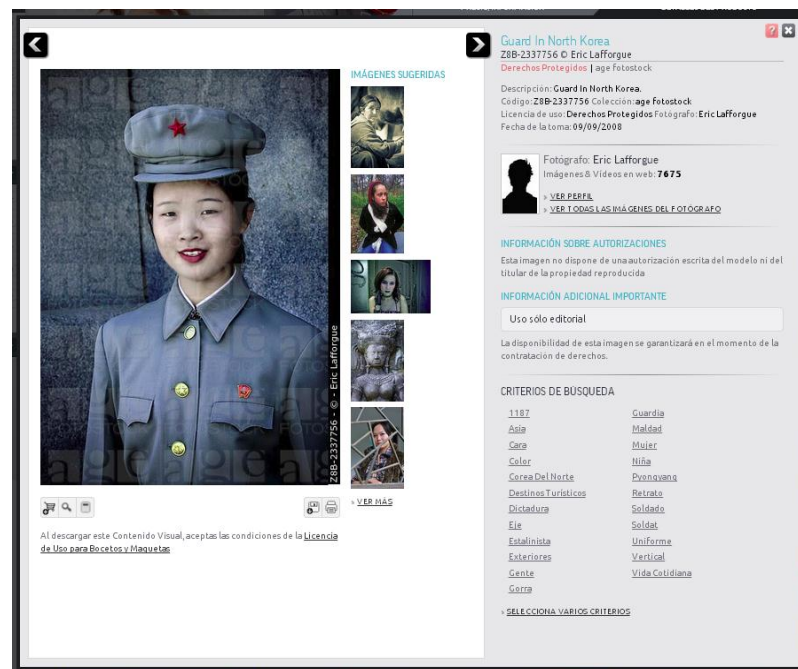 Guard In North Korea
Z8B-2337756 © Eric Lafforgue
Derechos Protegidos | age fotostock
Descripción: Guard In North Korea.
Código: Z8B-2337756 Colección: age fotostock
Licencia de uso: Derechos Protegidos Fotógrafo: Eric Lafforgue
Fecha de la toma: 09/09/2008
Fotógrafo: Eric Lafforgue
Imágenes & Vídeos en web: 7675
» VER PERFIL
» VER TODAS LAS IMÁGENES DEL FOTÓGRAFO
INFORMACIÓN SOBRE AUTORIZACIONES
Esta imagen no dispone de una autorización escrita del modelo ni del
titular de la propiedad reproducida
INFORMACIÓN ADICIONAL IMPORTANTE
Uso sólo editorial
La disponibilidad de esta imagen se garantizará en el momento de la
contratación de derechos.
CRITERIOS DE BÚSQUEDA
1187
Asia
Cara
Color
Corea Del Norte
Destinos Turísticos
Dictadura
Eje
Estalinista
Exteriores
Gente
Gorra
Guardia
Maldad
Mujer
Niña
Pyongyang
Retrato
Soldado
Soldat
Uniforme
Vertical
Vida Cotidiana
» SELECCIONA VARIOS CRITERIOS
IMÁGENES SUGERIDAS
» VER MÁS
Z8B-2337756 - © - Eric Lafforgue
age
FOTOSTOCK
Al descargar este Contenido Visual, aceptas las condiciones de la Licencia
de Uso para Bocetos y Maquetas